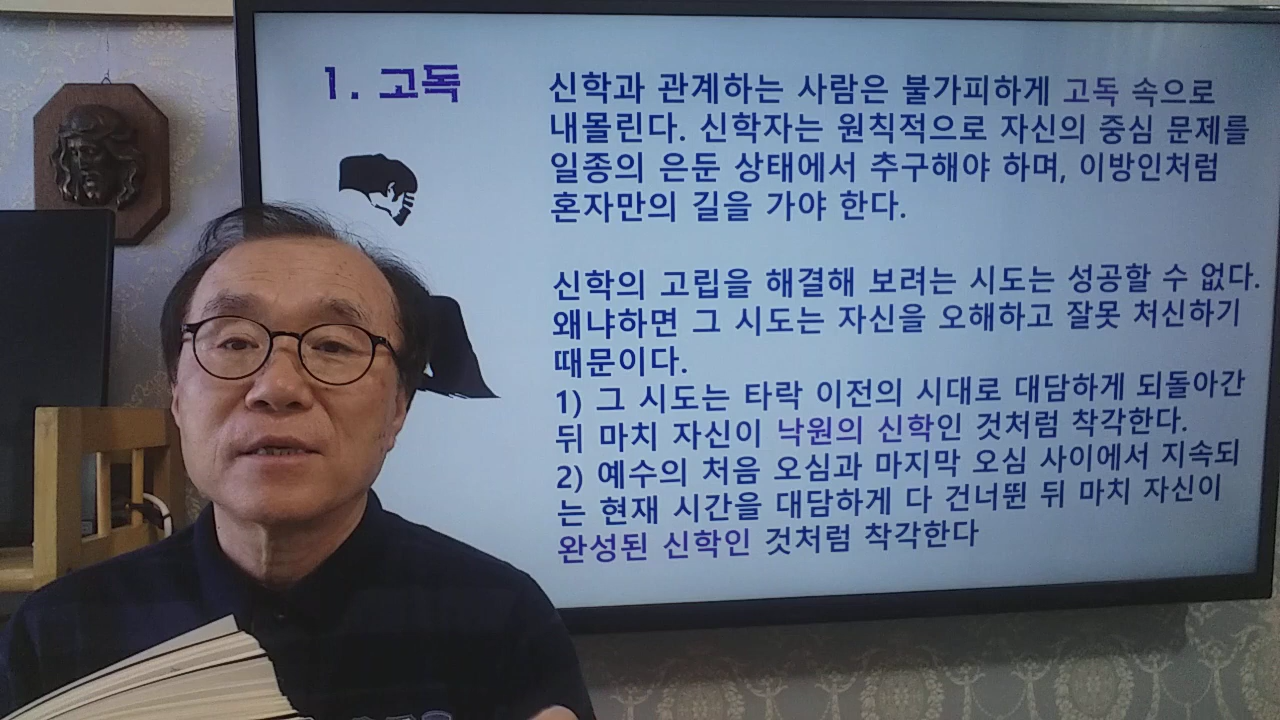 1. 고독
신학과 관계하는 사람은 불가피하게 고독 속으로
내몰린다. 신학자는 원칙적으로 자신의 중심 문제를
일종의 은둔 상태에서 추구해야 하며, 이방인처럼
혼자만의 길을 가야 한다.
신학의 고립을 해결해 보려는 시도는 성공할 수 없다.
왜냐하면 그 시도는 자신을 오해하고 잘못 처신하기
때문이다.
1) 그 시도는 타락 이전의 시대로 대담하게 되돌아간
뒤 마치 자신이 낙원의 신학인 것처럼 착각한다.
2) 예수의 처음 오심과 마지막 오심 사이에서 지속되
는 현재 시간을 대담하게 다 건너뛴 뒤 마치 자신이
완성된 신학인 것처럼 착각한다